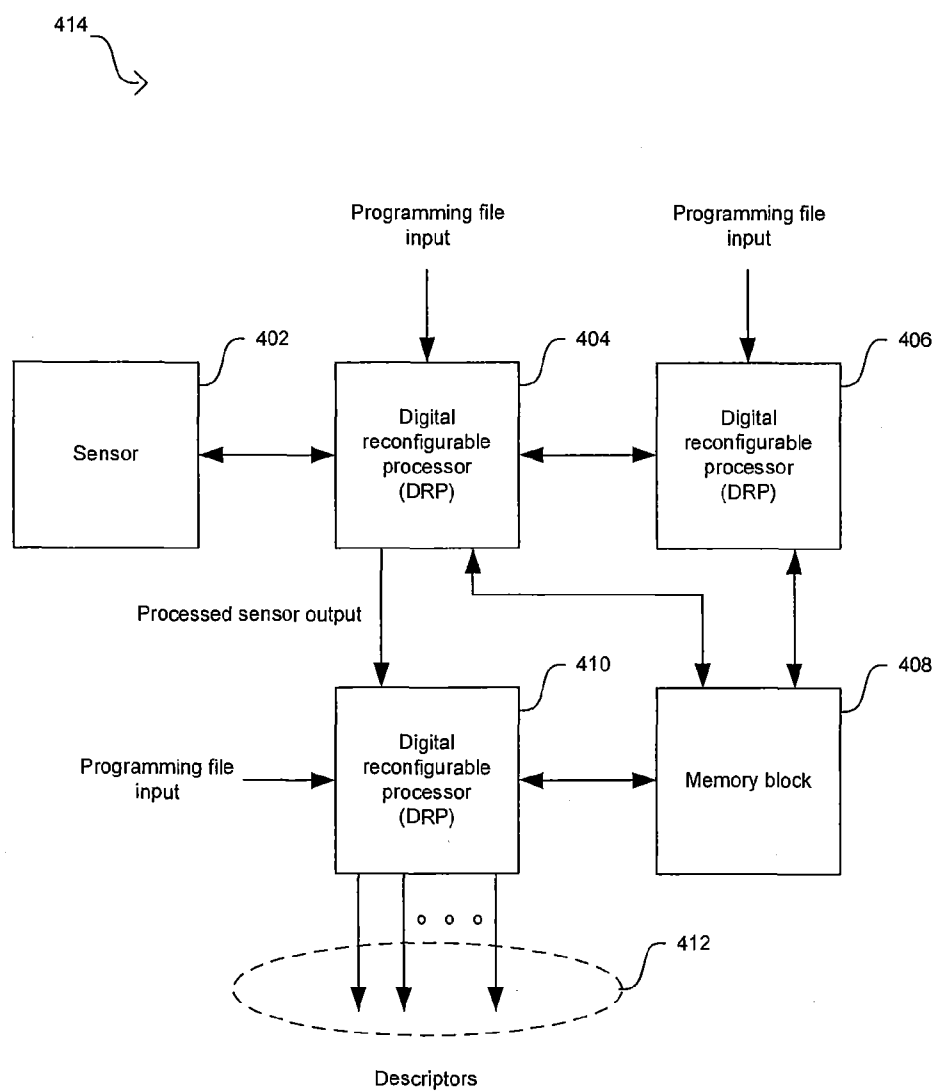 414
Programming file
input
Programming file
input
402
404
406
Sensor
Digital
reconfigurable
processor
(DRP)
Digital
reconfigurable
processor
(DRP)
Processed sensor output
410
408
Programming file
input
Digital
reconfigurable
processor
(DRP)
Memory block
412
Descriptors